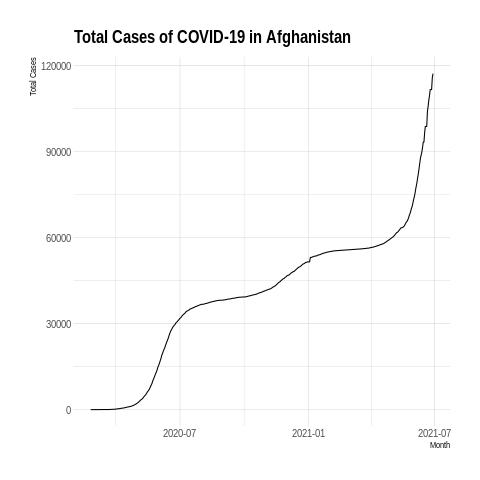 Total Cases of COVID-19 in Afghanistan
Total Cases
120000
90000
60000
30000
0
2020-07
2021-01
2021-07
Month